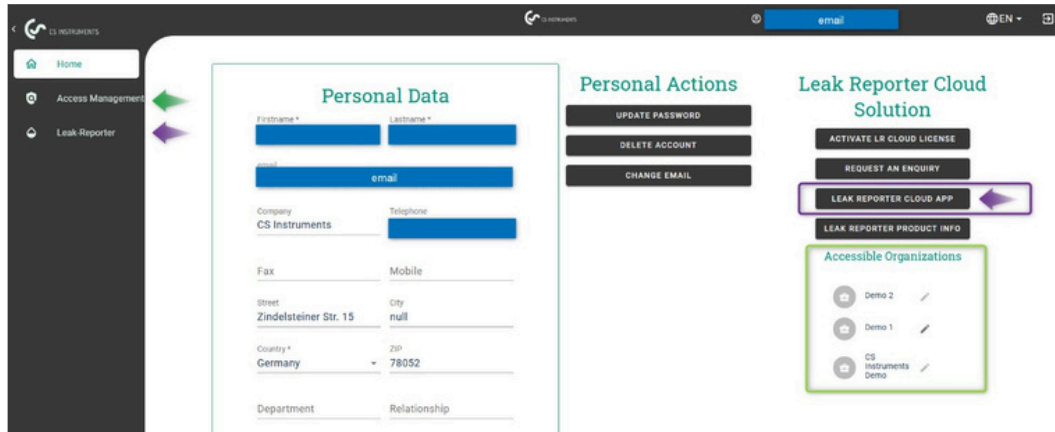 CS INSTRUMENTS
CS INSTRUMENTS
email
EN
Home
Access Management
Leak-Reporter
Personal Data
Firstname * Lastname *
email
email
Company Telephone
CS Instruments
Fax Mobile
Street City
Zindelsteiner Str. 15 null
Country * ZIP
Germany 78052
Department Relationship
Personal Actions
UPDATE PASSWORD
DELETE ACCOUNT
CHANGE EMAIL
Leak Reporter Cloud
Solution
ACTIVATE LR CLOUD LICENSE
REQUEST AN ENQUIRY
LEAK REPORTER CLOUD APP
LEAK REPORTER PRODUCT INFO
Accessible Organizations
Demo 2
Demo 1
CS
Instruments
Demo